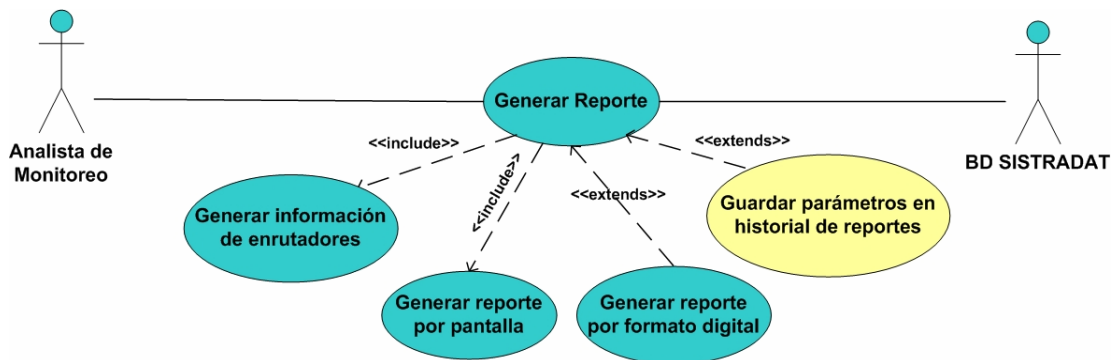 Generar Reporte
Analista de
Monitoreo
<<include>>
<<include>>
<<extends>>
<<extends>>
BD SISTRADAT
Generar información
de enrutadores
Guardar parámetros en
historial de reportes
Generar reporte
por pantalla
Generar reporte
por formato digital